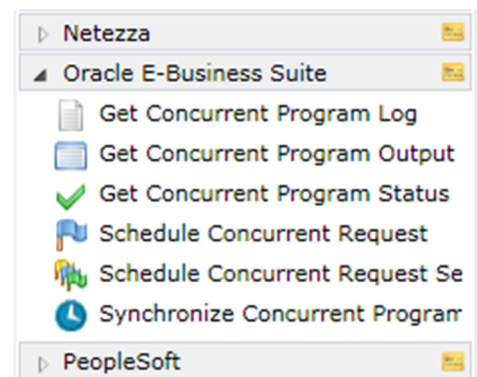 Netezza
Oracle E-Business Suite
Get Concurrent Program Log
Get Concurrent Program Output
Get Concurrent Program Status
Schedule Concurrent Request
Schedule Concurrent Request Se
Synchronize Concurrent Program
PeopleSoft